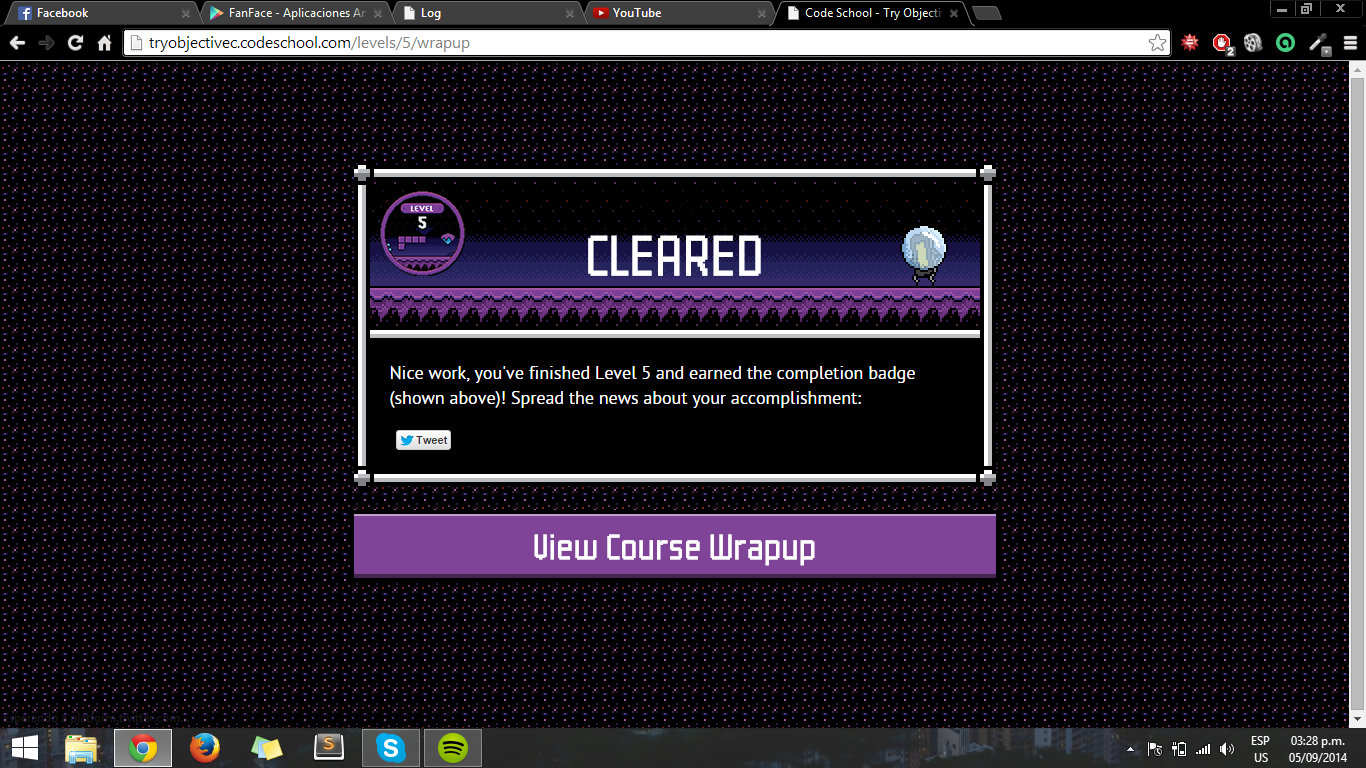 Facebook
FanFace - Aplicaciones Ar
Log
YouTube
Code School - Try Objecti
tryobjectivec.codeschool.com/levels/5/wrapup
2
LEVEL
5
CLEARED
Nice work, you've finished Level 5 and earned the completion badge
(shown above)! Spread the news about your accomplishment:
Tweet
View Course Wrapup
ESP
US
03:28 p.m.
05/09/2014